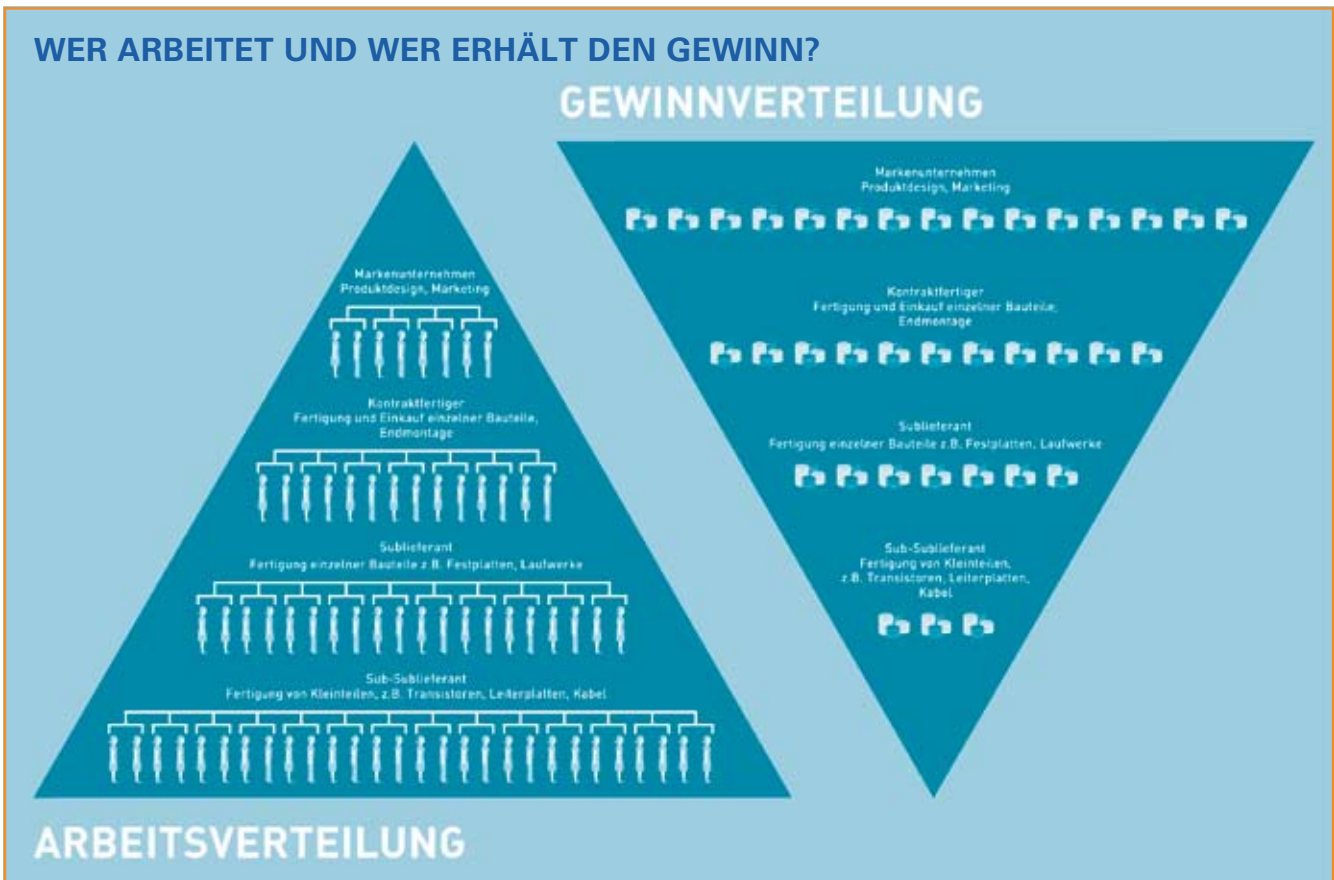 WER ARBEITET UND WER ERHÄLT DEN GEWINN?
GEWINNVERTEILUNG
Markenunternehmen
Produktdesign, Marketing
Kontraktfertiger
Fertigung und Einkauf einzelner Bauteile,
Endmontage
Sublieferant
Fertigung einzelner Bauteile z.B. Festplatten, Laufwerke
Sub-Sublieferant
Fertigung von Kleinteilen,
z.B. Transistoren, Leiterplatten,
Kabel
Markenunternehmen
Produktdesign, Marketing
Kontraktfertiger
Fertigung und Einkauf einzelner Bauteile,
Endmontage
Sublieferant
Fertigung einzelner Bauteile z.B. Festplatten, Laufwerke
Sub-Sublieferant
Fertigung von Kleinteilen, z.B. Transistoren, Leiterplatten, Kabel
ARBEITSVERTEILUNG